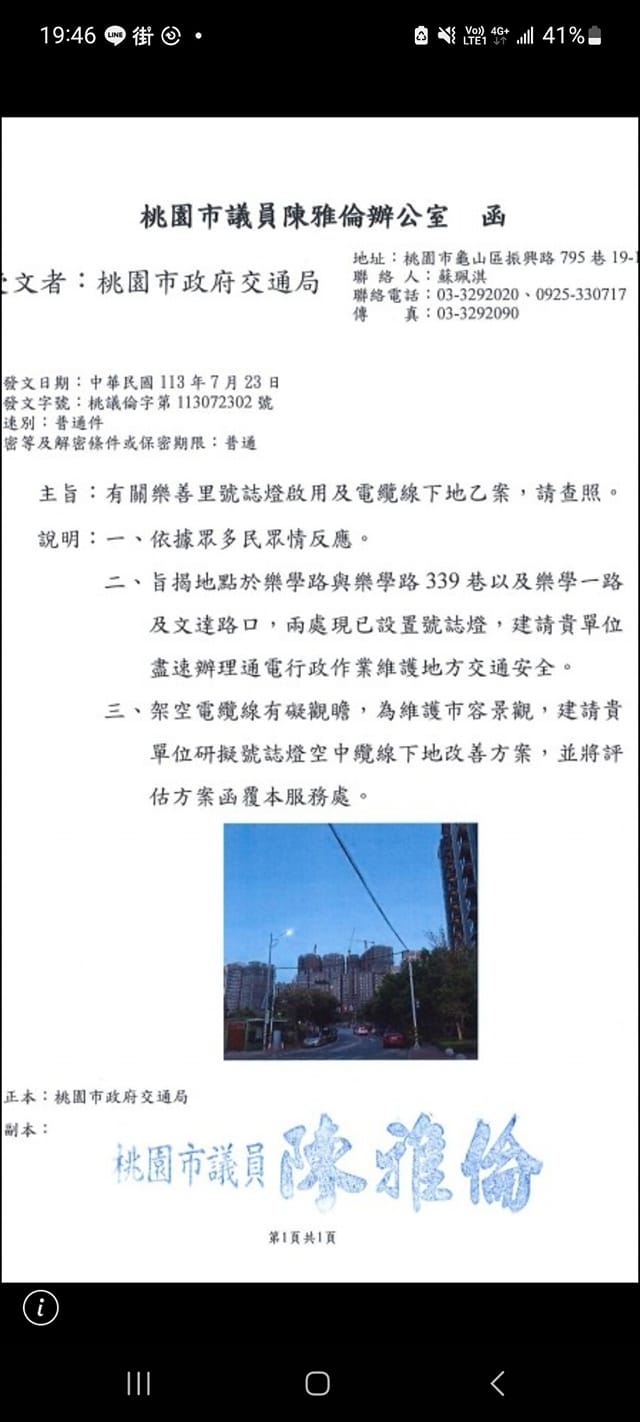 19:46 LINE 街 Vo) LTE1 4G+ 41%
桃園市議員陳雅倫辦公室 函
文者：桃園市政府交通局
地址：桃園市龜山區振興路 795 巷 19-1
聯絡人：蘇珮淇
聯絡電話：03-3292020、0925-330717
傳 真：03-3292090
發文日期：中華民國 113 年 7 月 23 日
發文字號：桃議倫字第 113072302 號
速別：普通件
密等及解密條件或保密期限：普通
主旨：有關樂善里號誌燈啟用及電纜線下地乙案，請查照。
說明：一、依據眾多民眾情反應。
二、旨揭地點於樂學路與樂學路 339 巷以及樂學一路
及文達路口，兩處現已設置號誌燈，建請貴單位
盡速辦理通電行政作業維護地方交通安全。
三、架空電纜線有礙觀瞻，為維護市容景觀，建請貴
單位研擬號誌燈空中纜線下地改善方案，並將評
估方案函覆本服務處。
正本：桃園市政府交通局
副本：
桃園市議員 陳雅倫
第1頁共1頁